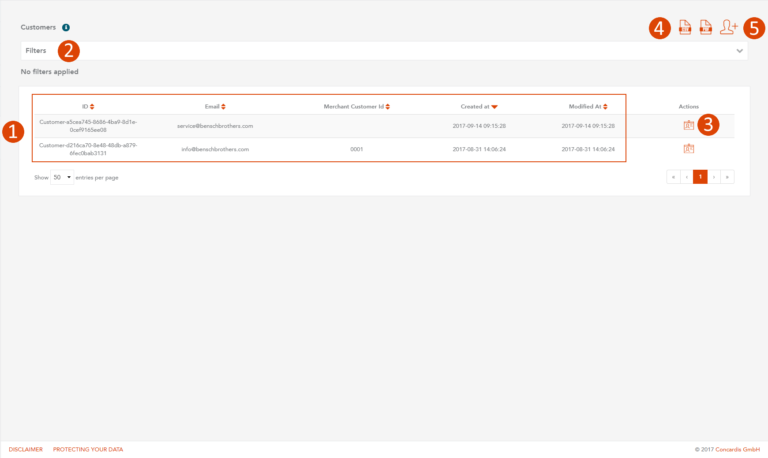 Customers i
4 5
Filters 2
No filters applied
1
ID Email Merchant Customer Id Created at Modified At Actions
Customer-e5cea745-8686-4ba9-8d1e-
0cef9165ea08 service@benschbrothers.com 2017-09-14 09:15:28 2017-09-14 09:15:28 3
Customer-d216ca70-8e48-48db-a879-
6fec0bab3131 info@benschbrothers.com 0001 2017-08-31 14:06:24 2017-08-31 14:06:24
Show 50 entries per page « ‹ 1 › »
DISCLAIMER PROTECTING YOUR DATA © 2017 Concardis GmbH